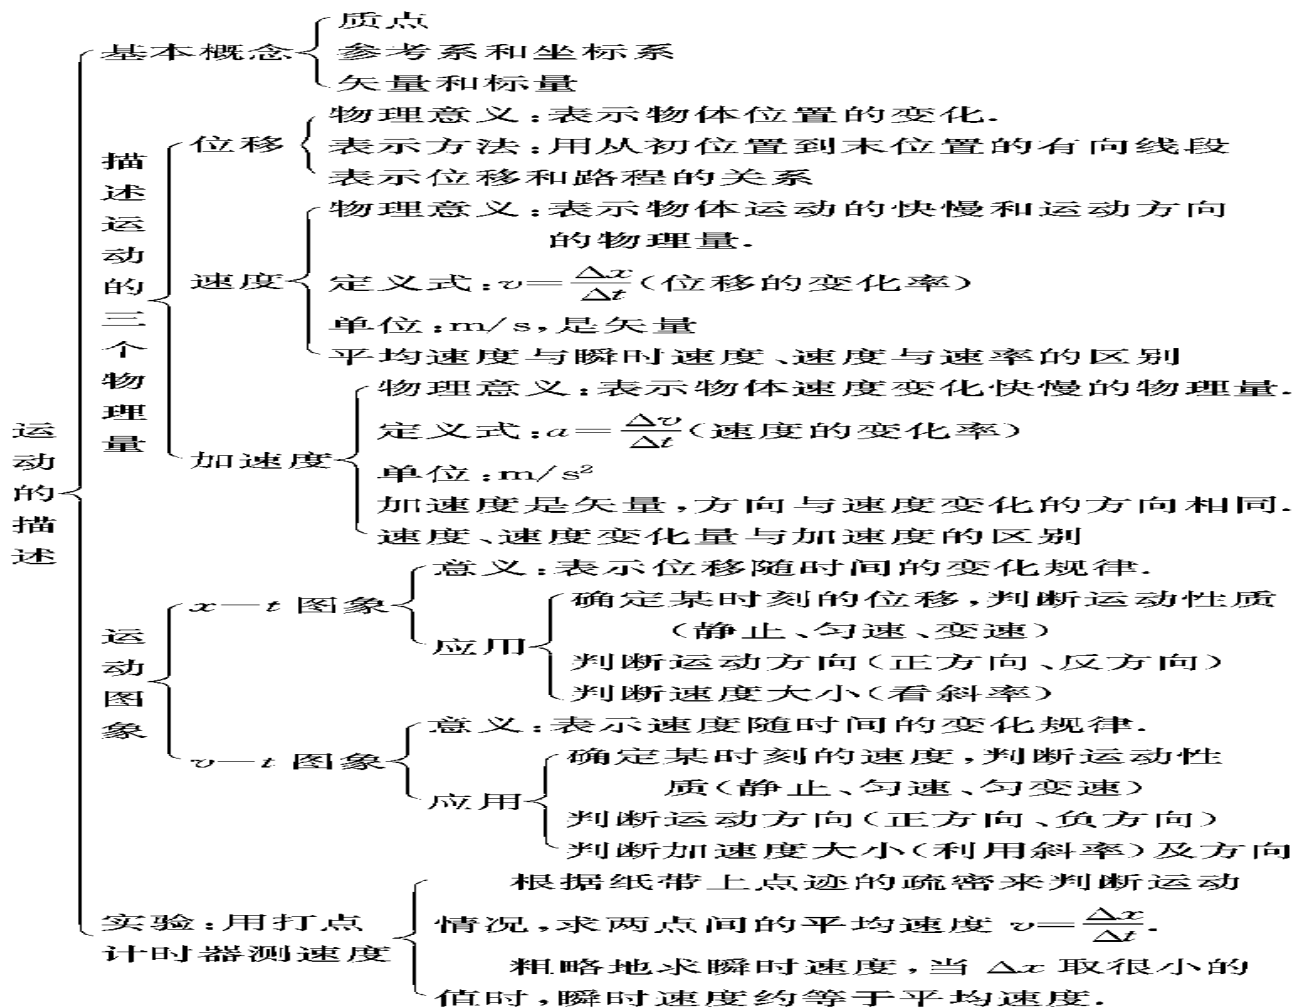 运动的描述
基本概念
质点
参考系和坐标系
矢量和标量
描述运动的三个物理量
位移
物理意义:表示物体位置的变化.
表示方法:用从初位置到末位置的有向线段
表示位移和路程的关系
速度
物理意义:表示物体运动的快慢和运动方向
的物理量.
定义式:v=Δx/Δt(位移的变化率)
单位:m/s,是矢量
平均速度与瞬时速度、速度与速率的区别
加速度
物理意义:表示物体速度变化快慢的物理量.
定义式:a=Δv/Δt(速度的变化率)
单位:m/s²
加速度是矢量,方向与速度变化的方向相同.
速度、速度变化量与加速度的区别
运动图象
x—t 图象
意义:表示位移随时间的变化规律.
应用
确定某时刻的位移,判断运动性质
(静止、匀速、变速)
判断运动方向(正方向、反方向)
判断速度大小(看斜率)
v—t 图象
意义:表示速度随时间的变化规律.
应用
确定某时刻的速度,判断运动性
质(静止、匀速、匀变速)
判断运动方向(正方向、负方向)
判断加速度大小(利用斜率)及方向
实验:用打点
计时器测速度
根据纸带上点迹的疏密来判断运动
情况,求两点间的平均速度 v=Δx/Δt.
粗略地求瞬时速度,当 Δx 取很小的
值时,瞬时速度约等于平均速度.